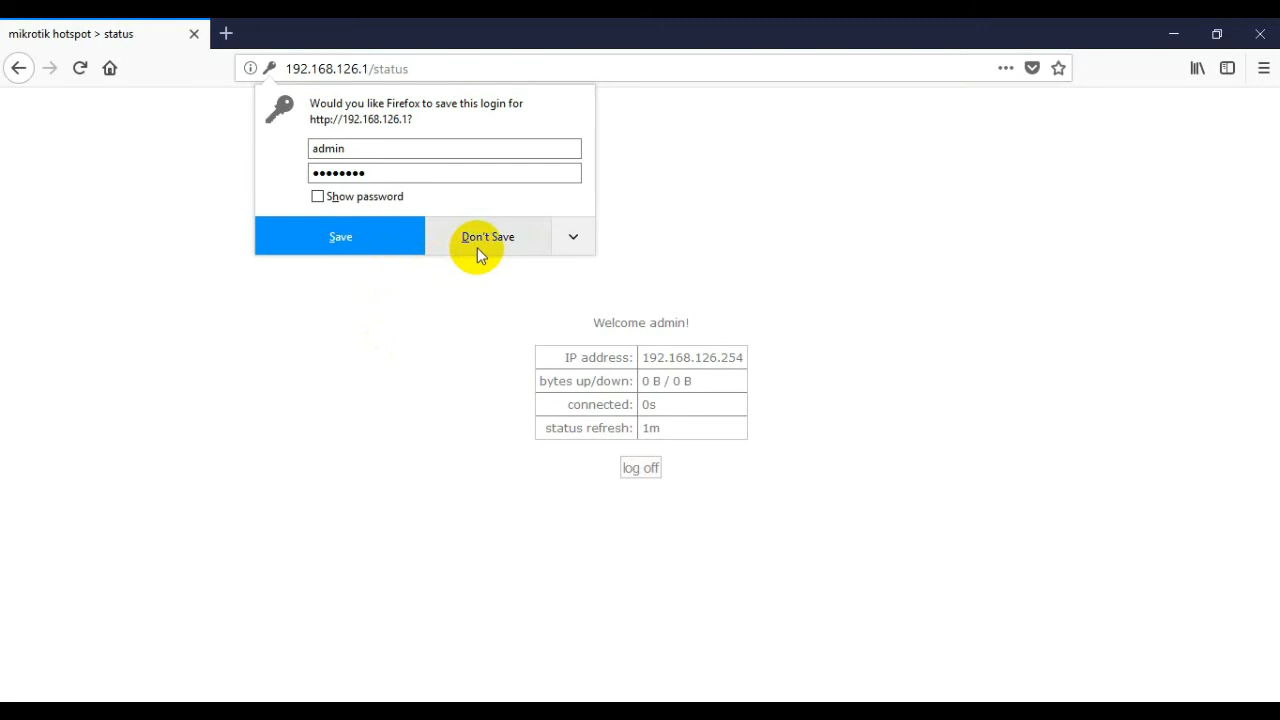 mikrotik hotspot > status
192.168.126.1/status
Would you like Firefox to save this login for
http://192.168.126.1?
admin
••••••••
Show password
Save
Don't Save
Welcome admin!
IP address: 192.168.126.254
bytes up/down: 0 B / 0 B
connected: 0s
status refresh: 1m
log off